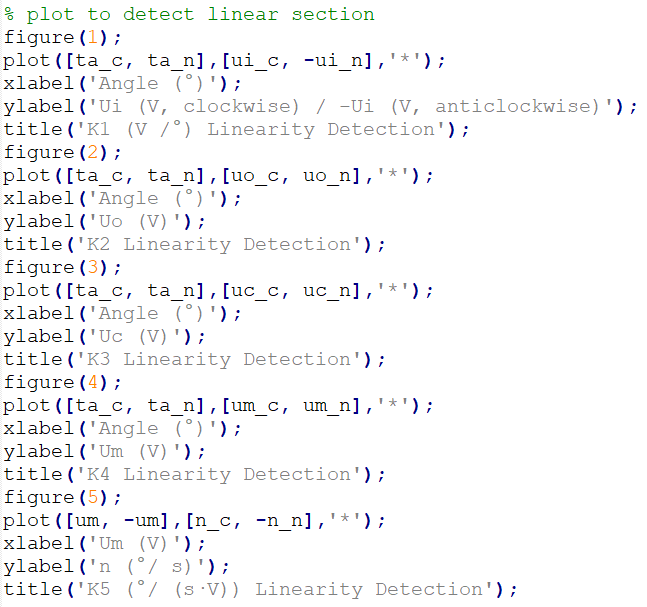 % plot to detect linear section
figure(1);
plot([ta_c, ta_n],[ui_c, -ui_n],'*');
xlabel('Angle (°)');
ylabel('Ui (V, clockwise) / -Ui (V, anticlockwise)');
title('K1 (V /°) Linearity Detection');
figure(2);
plot([ta_c, ta_n],[uo_c, uo_n],'*');
xlabel('Angle (°)');
ylabel('Uo (V)');
title('K2 Linearity Detection');
figure(3);
plot([ta_c, ta_n],[uc_c, uc_n],'*');
xlabel('Angle (°)');
ylabel('Uc (V)');
title('K3 Linearity Detection');
figure(4);
plot([ta_c, ta_n],[um_c, um_n],'*');
xlabel('Angle (°)');
ylabel('Um (V)');
title('K4 Linearity Detection');
figure(5);
plot([um, -um],[n_c, -n_n],'*');
xlabel('Um (V)');
ylabel('n (°/ s)');
title('K5 (°/ (s·V)) Linearity Detection');